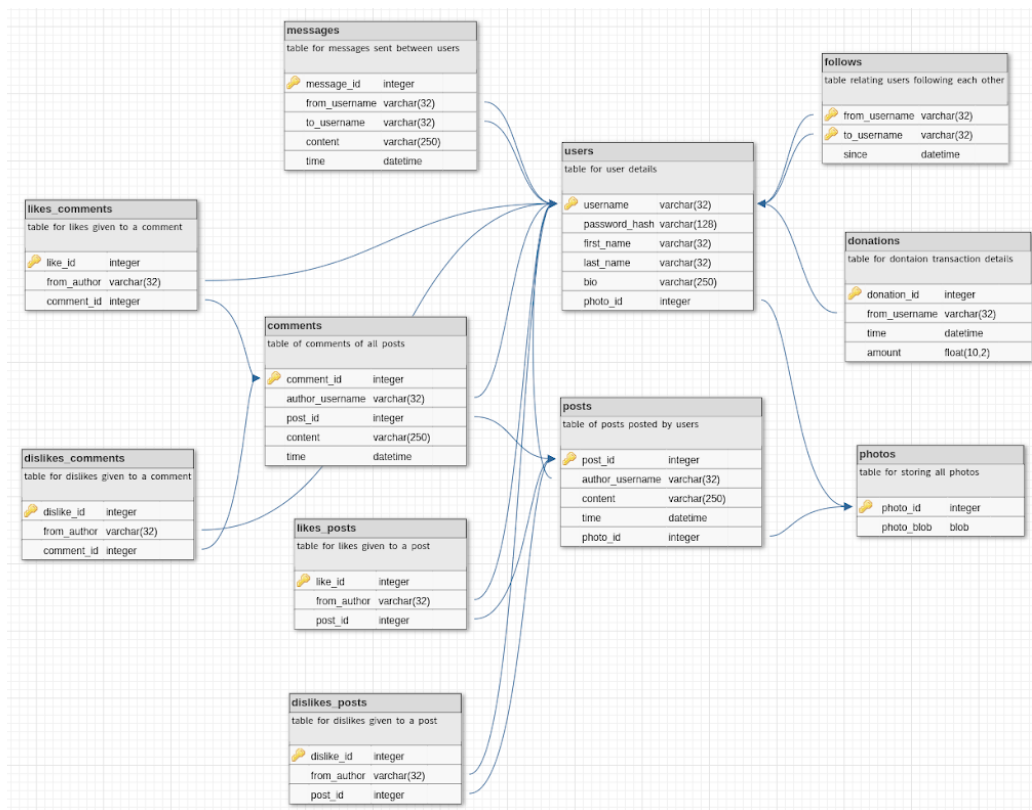 messages
table for messages sent between users
message_id integer
from_username varchar(32)
to_username varchar(32)
content varchar(250)
time datetime
follows
table relating users following each other
from_username varchar(32)
to_username varchar(32)
since datetime
users
table for user details
username varchar(32)
password_hash varchar(128)
first_name varchar(32)
last_name varchar(32)
bio varchar(250)
photo_id integer
likes_comments
table for likes given to a comment
like_id integer
from_author varchar(32)
comment_id integer
donations
table for dontaion transaction details
donation_id integer
from_username varchar(32)
time datetime
amount float(10,2)
comments
table of comments of all posts
comment_id integer
author_username varchar(32)
post_id integer
content varchar(250)
time datetime
posts
table of posts posted by users
post_id integer
author_username varchar(32)
content varchar(250)
time datetime
photo_id integer
dislikes_comments
table for dislikes given to a comment
dislike_id integer
from_author varchar(32)
comment_id integer
photos
table for storing all photos
photo_id integer
photo_blob blob
likes_posts
table for likes given to a post
like_id integer
from_author varchar(32)
post_id integer
dislikes_posts
table for dislikes given to a post
dislike_id integer
from_author varchar(32)
post_id integer